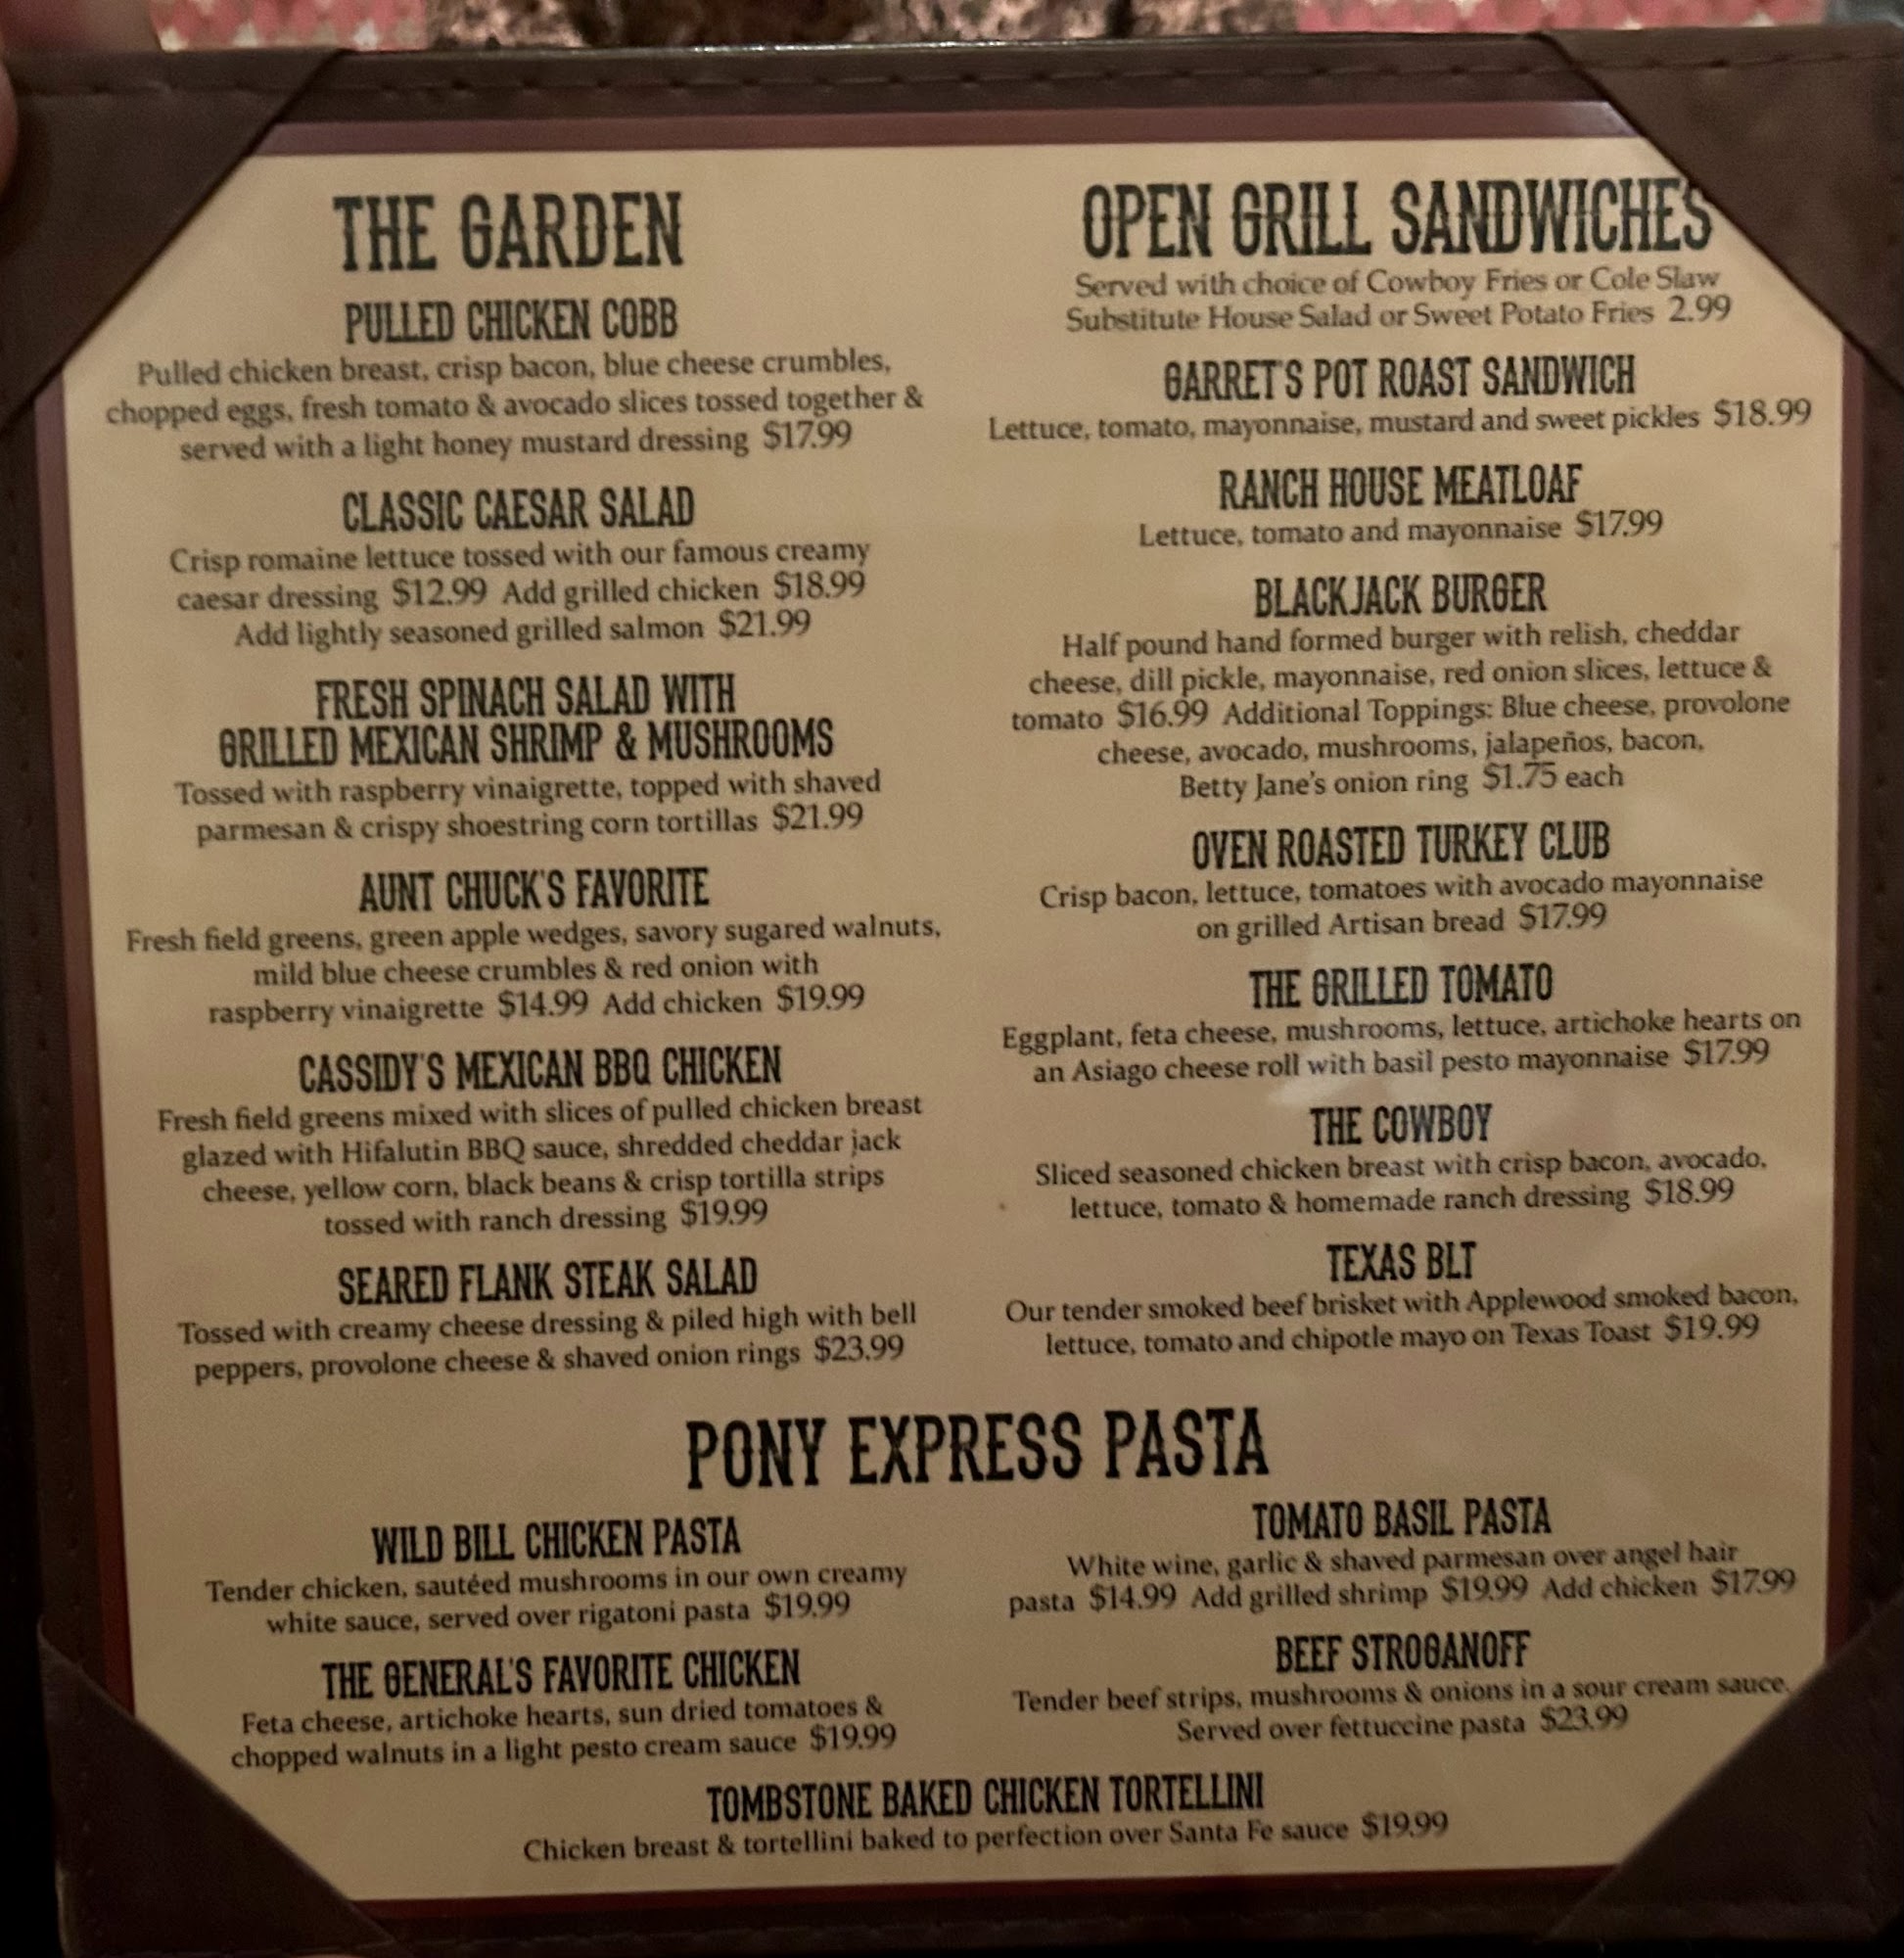 THE GARDEN
PULLED CHICKEN COBB
Pulled chicken breast, crisp bacon, blue cheese crumbles,
chopped eggs, fresh tomato & avocado slices tossed together &
served with a light honey mustard dressing $17.99
CLASSIC CAESAR SALAD
Crisp romaine lettuce tossed with our famous creamy
caesar dressing $12.99 Add grilled chicken $18.99
Add lightly seasoned grilled salmon $21.99
FRESH SPINACH SALAD WITH
GRILLED MEXICAN SHRIMP & MUSHROOMS
Tossed with raspberry vinaigrette, topped with shaved
parmesan & crispy shoestring corn tortillas $21.99
AUNT CHUCK'S FAVORITE
Fresh field greens, green apple wedges, savory sugared walnuts,
mild blue cheese crumbles & red onion with
raspberry vinaigrette $14.99 Add chicken $19.99
CASSIDY'S MEXICAN BBQ CHICKEN
Fresh field greens mixed with slices of pulled chicken breast
glazed with Hifalutin BBQ sauce, shredded cheddar jack
cheese, yellow corn, black beans & crisp tortilla strips
tossed with ranch dressing $19.99
SEARED FLANK STEAK SALAD
Tossed with creamy cheese dressing & piled high with bell
peppers, provolone cheese & shaved onion rings $23.99
OPEN GRILL SANDWICHES
Served with choice of Cowboy Fries or Cole Slaw
Substitute House Salad or Sweet Potato Fries 2.99
GARRET'S POT ROAST SANDWICH
Lettuce, tomato, mayonnaise, mustard and sweet pickles $18.99
RANCH HOUSE MEATLOAF
Lettuce, tomato and mayonnaise $17.99
BLACKJACK BURGER
Half pound hand formed burger with relish, cheddar
cheese, dill pickle, mayonnaise, red onion slices, lettuce &
tomato $16.99 Additional Toppings: Blue cheese, provolone
cheese, avocado, mushrooms, jalapeños, bacon,
Betty Jane's onion ring $1.75 each
OVEN ROASTED TURKEY CLUB
Crisp bacon, lettuce, tomatoes with avocado mayonnaise
on grilled Artisan bread $17.99
THE GRILLED TOMATO
Eggplant, feta cheese, mushrooms, lettuce, artichoke hearts on
an Asiago cheese roll with basil pesto mayonnaise $17.99
THE COWBOY
Sliced seasoned chicken breast with crisp bacon, avocado,
lettuce, tomato & homemade ranch dressing $18.99
TEXAS BLT
Our tender smoked beef brisket with Applewood smoked bacon,
lettuce, tomato and chipotle mayo on Texas Toast $19.99
PONY EXPRESS PASTA
WILD BILL CHICKEN PASTA
Tender chicken, sautéed mushrooms in our own creamy
white sauce, served over rigatoni pasta $19.99
THE GENERAL'S FAVORITE CHICKEN
Feta cheese, artichoke hearts, sun dried tomatoes &
chopped walnuts in a light pesto cream sauce $19.99
TOMATO BASIL PASTA
White wine, garlic & shaved parmesan over angel hair
pasta $14.99 Add grilled shrimp $19.99 Add chicken $17.99
BEEF STROGANOFF
Tender beef strips, mushrooms & onions in a sour cream sauce.
Served over fettuccine pasta $23.99
TOMBSTONE BAKED CHICKEN TORTELLINI
Chicken breast & tortellini baked to perfection over Santa Fe sauce $19.99